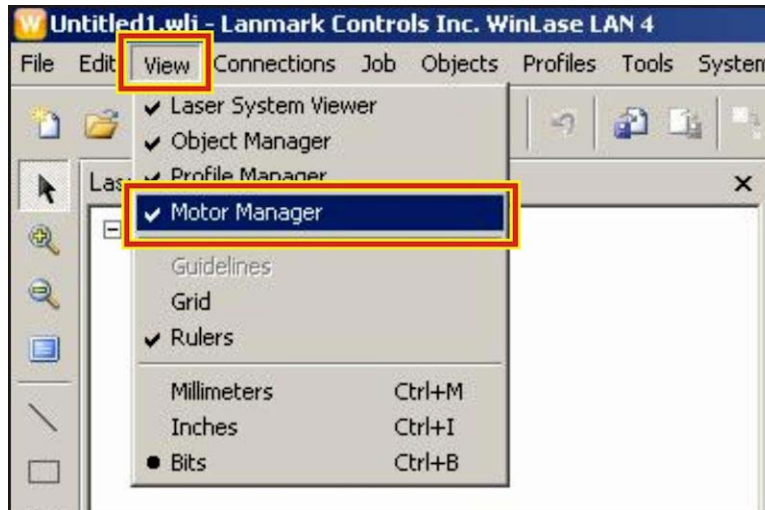 Untitled1.wli - Lanmark Controls Inc. WinLase LAN 4
File Edit View Connections Job Objects Profiles Tools System
Laser System Viewer
Object Manager
Profile Manager
Las
Motor Manager
Guidelines
Grid
Rulers
Millimeters Ctrl+M
Inches Ctrl+I
Bits Ctrl+B